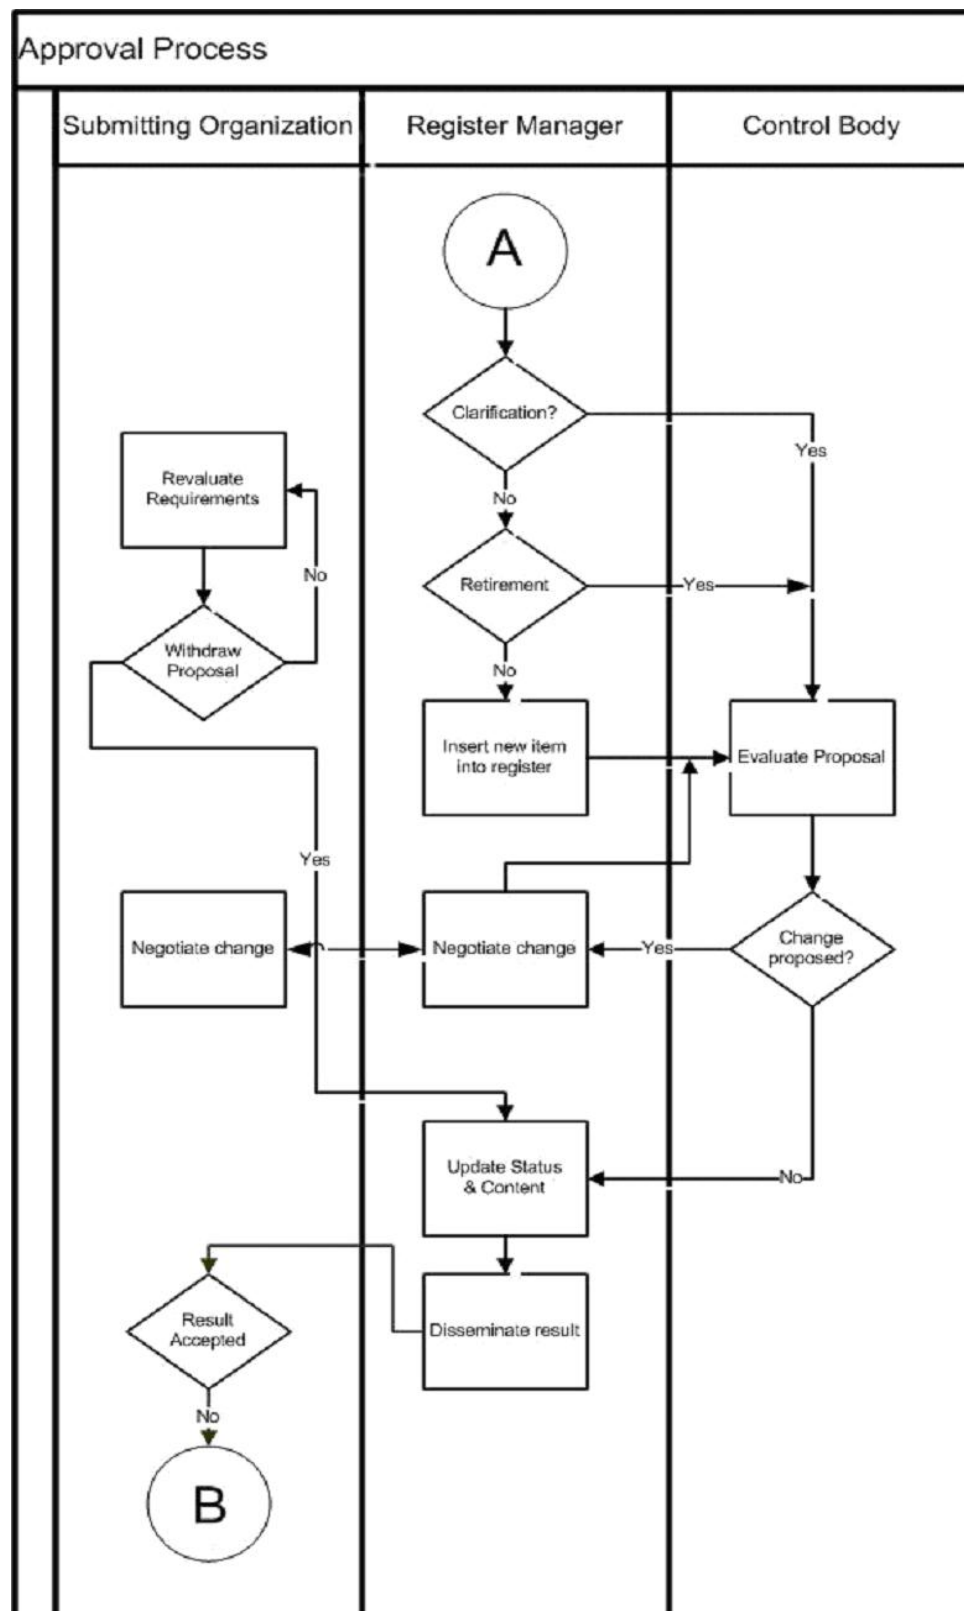 Approval Process
Submitting Organization
Register Manager
Control Body
A
Clarification?
Yes
No
Revaluate
Requirements
No
Retirement
Yes
No
Withdraw
Proposal
Insert new item
into register
Evaluate Proposal
Yes
Negotiate change
Negotiate change
Yes
Change
proposed?
Update Status
& Content
No
Result
Accepted
Disseminate result
No
B